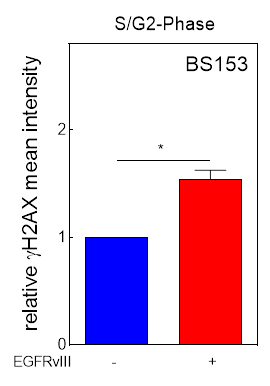 S/G2-Phase
BS153
relative γH2AX mean intensity
2
*
1
0
EGFRvIII - +